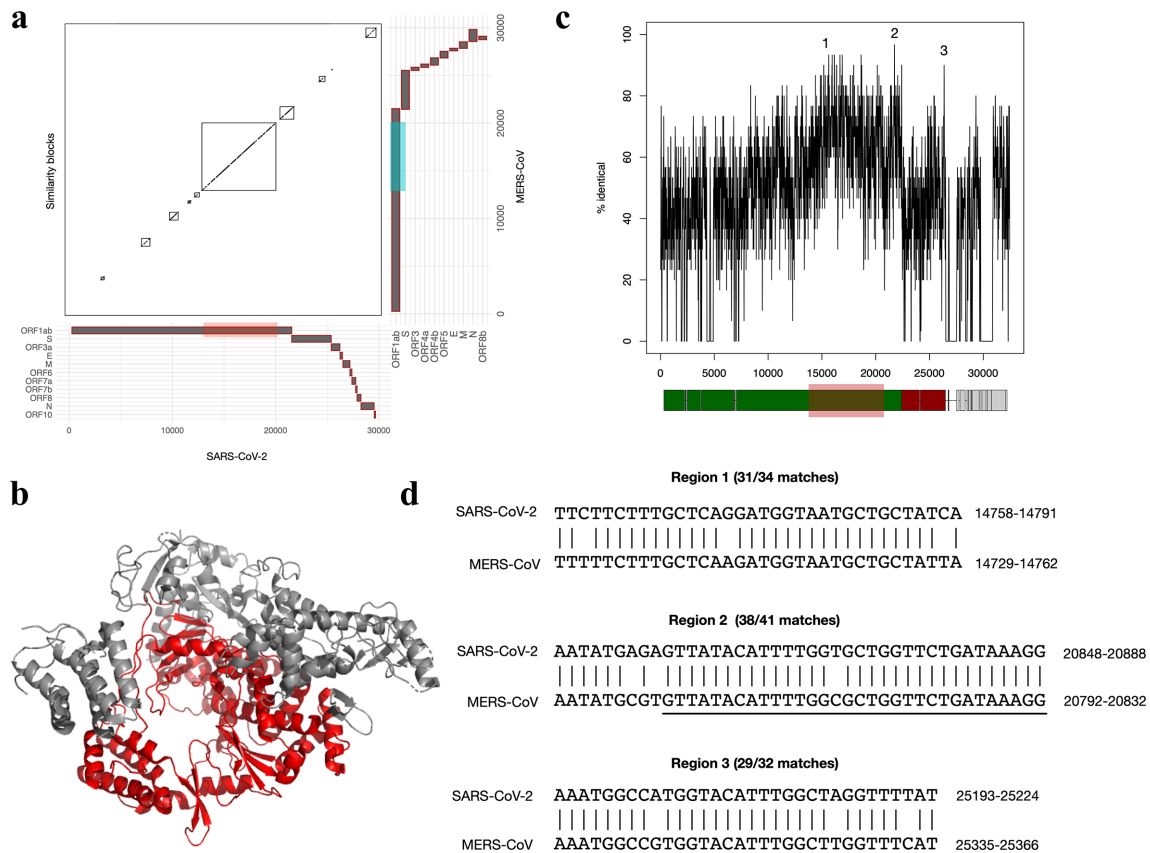 a
Similarity blocks
MERS-CoV
0
10000
20000
30000
ORF1ab
S
ORF3
ORF4a
ORF4b
ORF5
E
M
N
ORF8b
ORF1ab
S
ORF3a
E
M
ORF6
ORF7a
ORF7b
ORF8
N
ORF10
0 10000 20000 30000
SARS-CoV-2
c
1 2 3
% identical
100
80
60
40
20
0
0 5000 10000 15000 20000 25000 30000
b
d
Region 1 (31/34 matches)
SARS-CoV-2 TTCTTCTTTGCTCAGGATGGTAATGCTGCTATCA 14758-14791
MERS-CoV TTTTTCTTTGCTCAAGATGGTAATGCTGCTATTA 14729-14762
Region 2 (38/41 matches)
SARS-CoV-2 AATATGAGAGTTATACATTTTGGTGCTGGTTCTGATAAAGG 20848-20888
MERS-CoV AATATGCGTGTTATACATTTTGGCGCTGGTTCTGATAAAGG 20792-20832
Region 3 (29/32 matches)
SARS-CoV-2 AAATGGCCATGGTACATTTGGCTAGGTTTTAT 25193-25224
MERS-CoV AAATGGCCGTGGTACATTTGGCTTGGTTTCAT 25335-25366